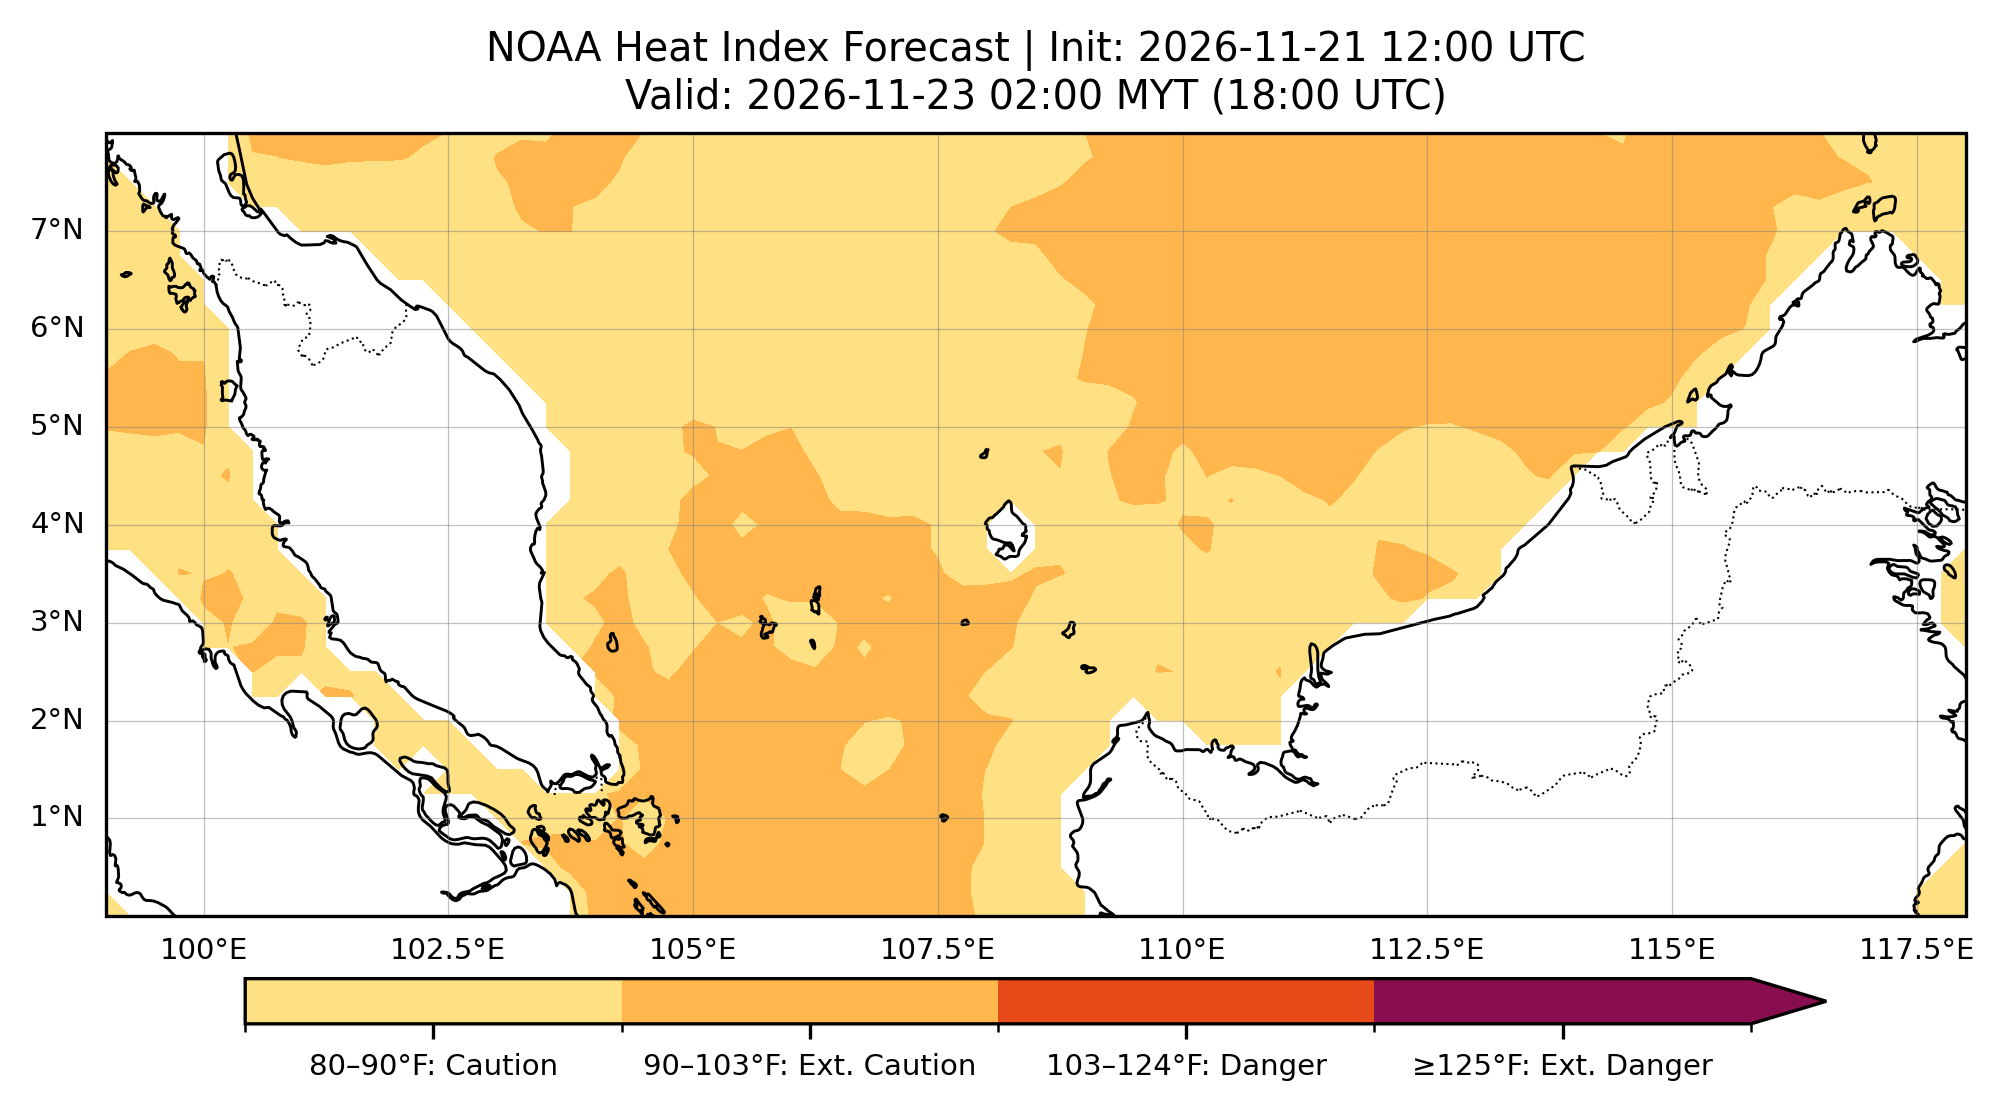 NOAA Heat Index Forecast | Init: 2026-11-21 12:00 UTC
Valid: 2026-11-23 02:00 MYT (18:00 UTC)
7°N
6°N
5°N
4°N
3°N
2°N
1°N
100°E 102.5°E 105°E 107.5°E 110°E 112.5°E 115°E 117.5°E
80–90°F: Caution 90–103°F: Ext. Caution 103–124°F: Danger ≥125°F: Ext. Danger